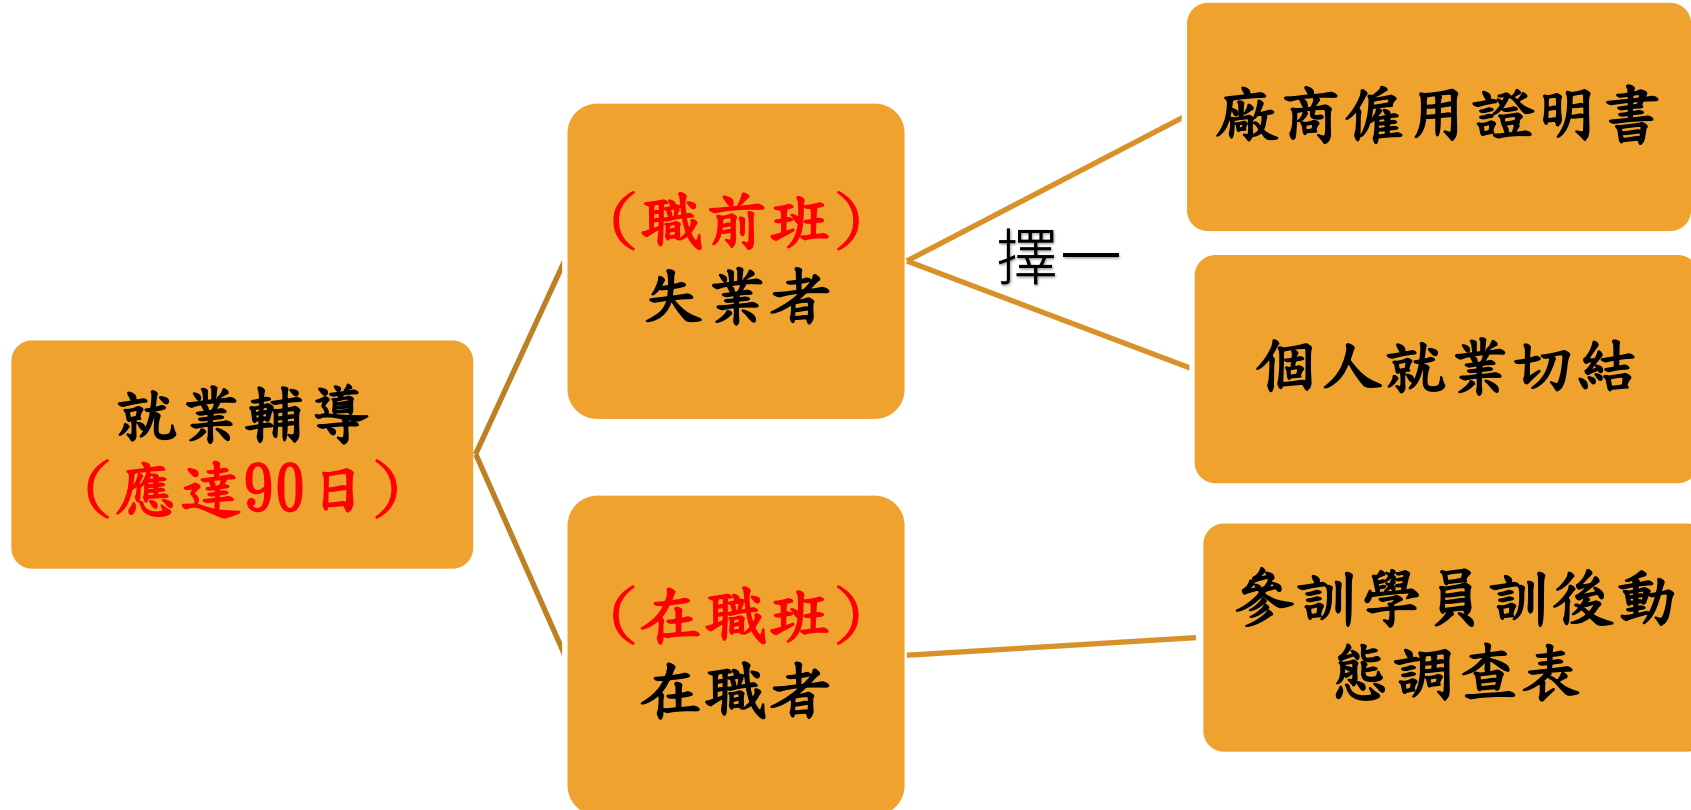 就業輔導
（應達90日）
（職前班）
失業者
擇一
廠商僱用證明書
個人就業切結
（在職班）
在職者
參訓學員訓後動
態調查表